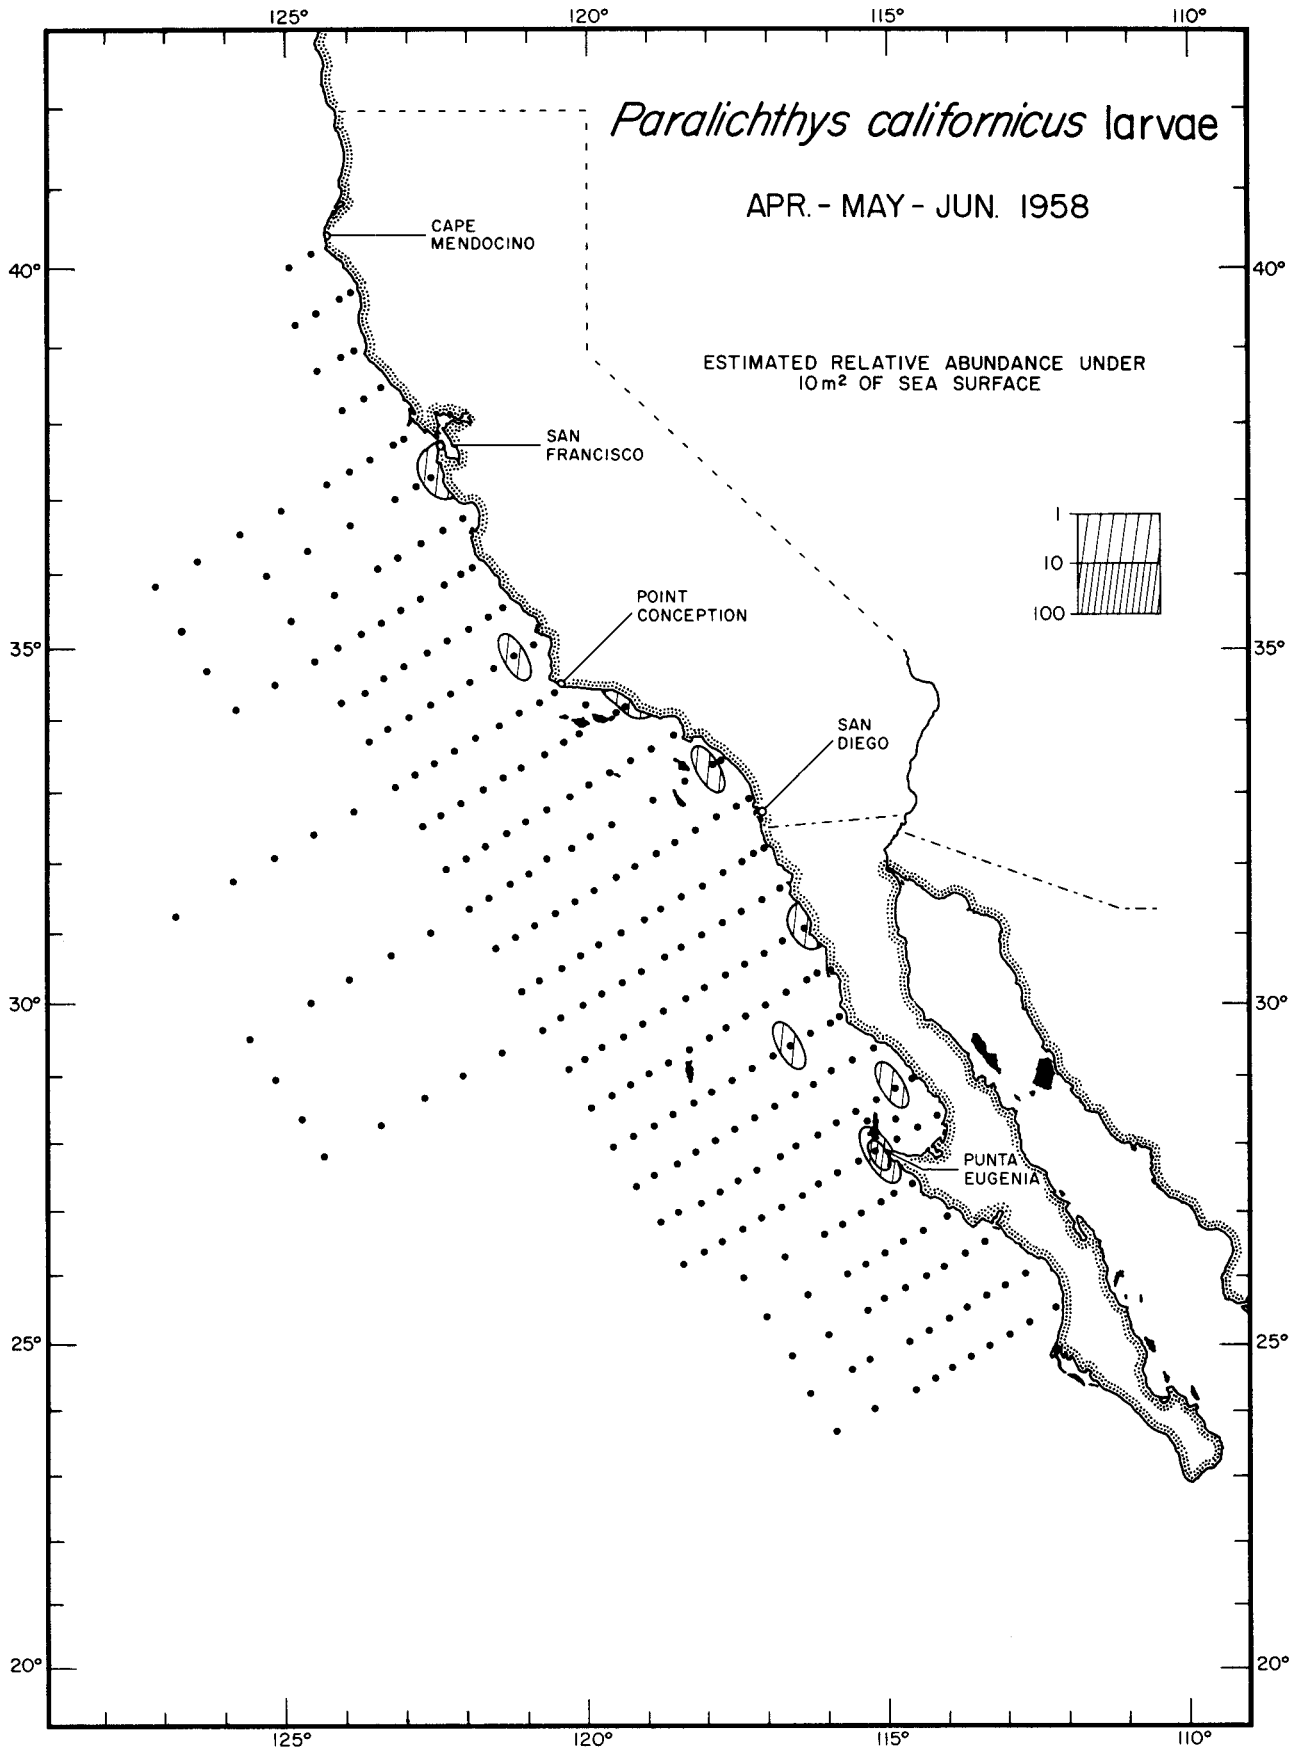 125° 120° 115° 110°
Paralichthys californicus larvae
APR. - MAY - JUN. 1958
CAPE
MENDOCINO
40° 40°
ESTIMATED RELATIVE ABUNDANCE UNDER
10m² OF SEA SURFACE
SAN
FRANCISCO
1
10
100
POINT
CONCEPTION
35° 35°
SAN
DIEGO
30° 30°
PUNTA
EUGENIA
25° 25°
20° 20°
125° 120° 115° 110°